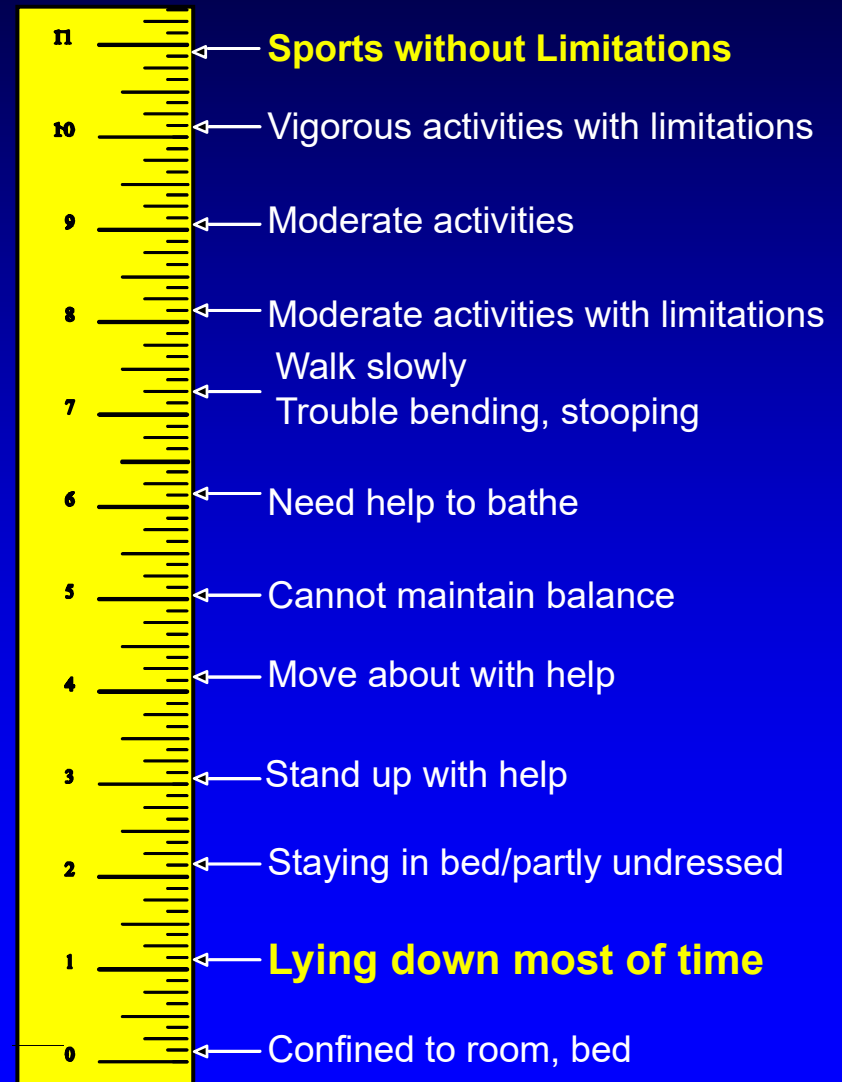 11
Sports without Limitations
10
Vigorous activities with limitations
9
Moderate activities
8
Moderate activities with limitations
Walk slowly
7
Trouble bending, stooping
6
Need help to bathe
5
Cannot maintain balance
4
Move about with help
3
Stand up with help
2
Staying in bed/partly undressed
1
Lying down most of time
0
Confined to room, bed